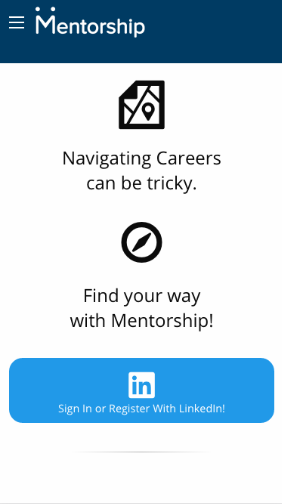 Mentorship
Navigating Careers
can be tricky.
Find your way
with Mentorship!
in
Sign In or Register With LinkedIn!